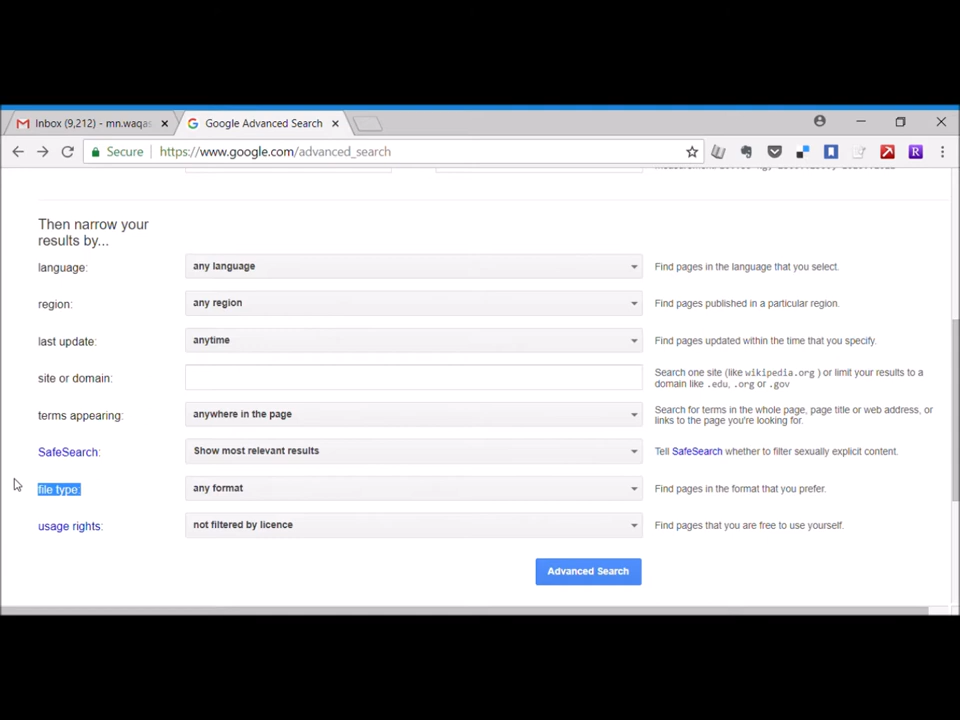 Inbox (9,212) - mn.waqas
Google Advanced Search
Secure
https://www.google.com/advanced_search
Then narrow your
results by...
language:
any language
Find pages in the language that you select.
region:
any region
Find pages published in a particular region.
last update:
anytime
Find pages updated within the time that you specify.
site or domain:
Search one site (like wikipedia.org ) or limit your results to a
domain like .edu, .org or .gov
terms appearing:
anywhere in the page
Search for terms in the whole page, page title or web address, or
links to the page you're looking for.
SafeSearch:
Show most relevant results
Tell SafeSearch whether to filter sexually explicit content.
file type:
any format
Find pages in the format that you prefer.
usage rights:
not filtered by licence
Find pages that you are free to use yourself.
Advanced Search